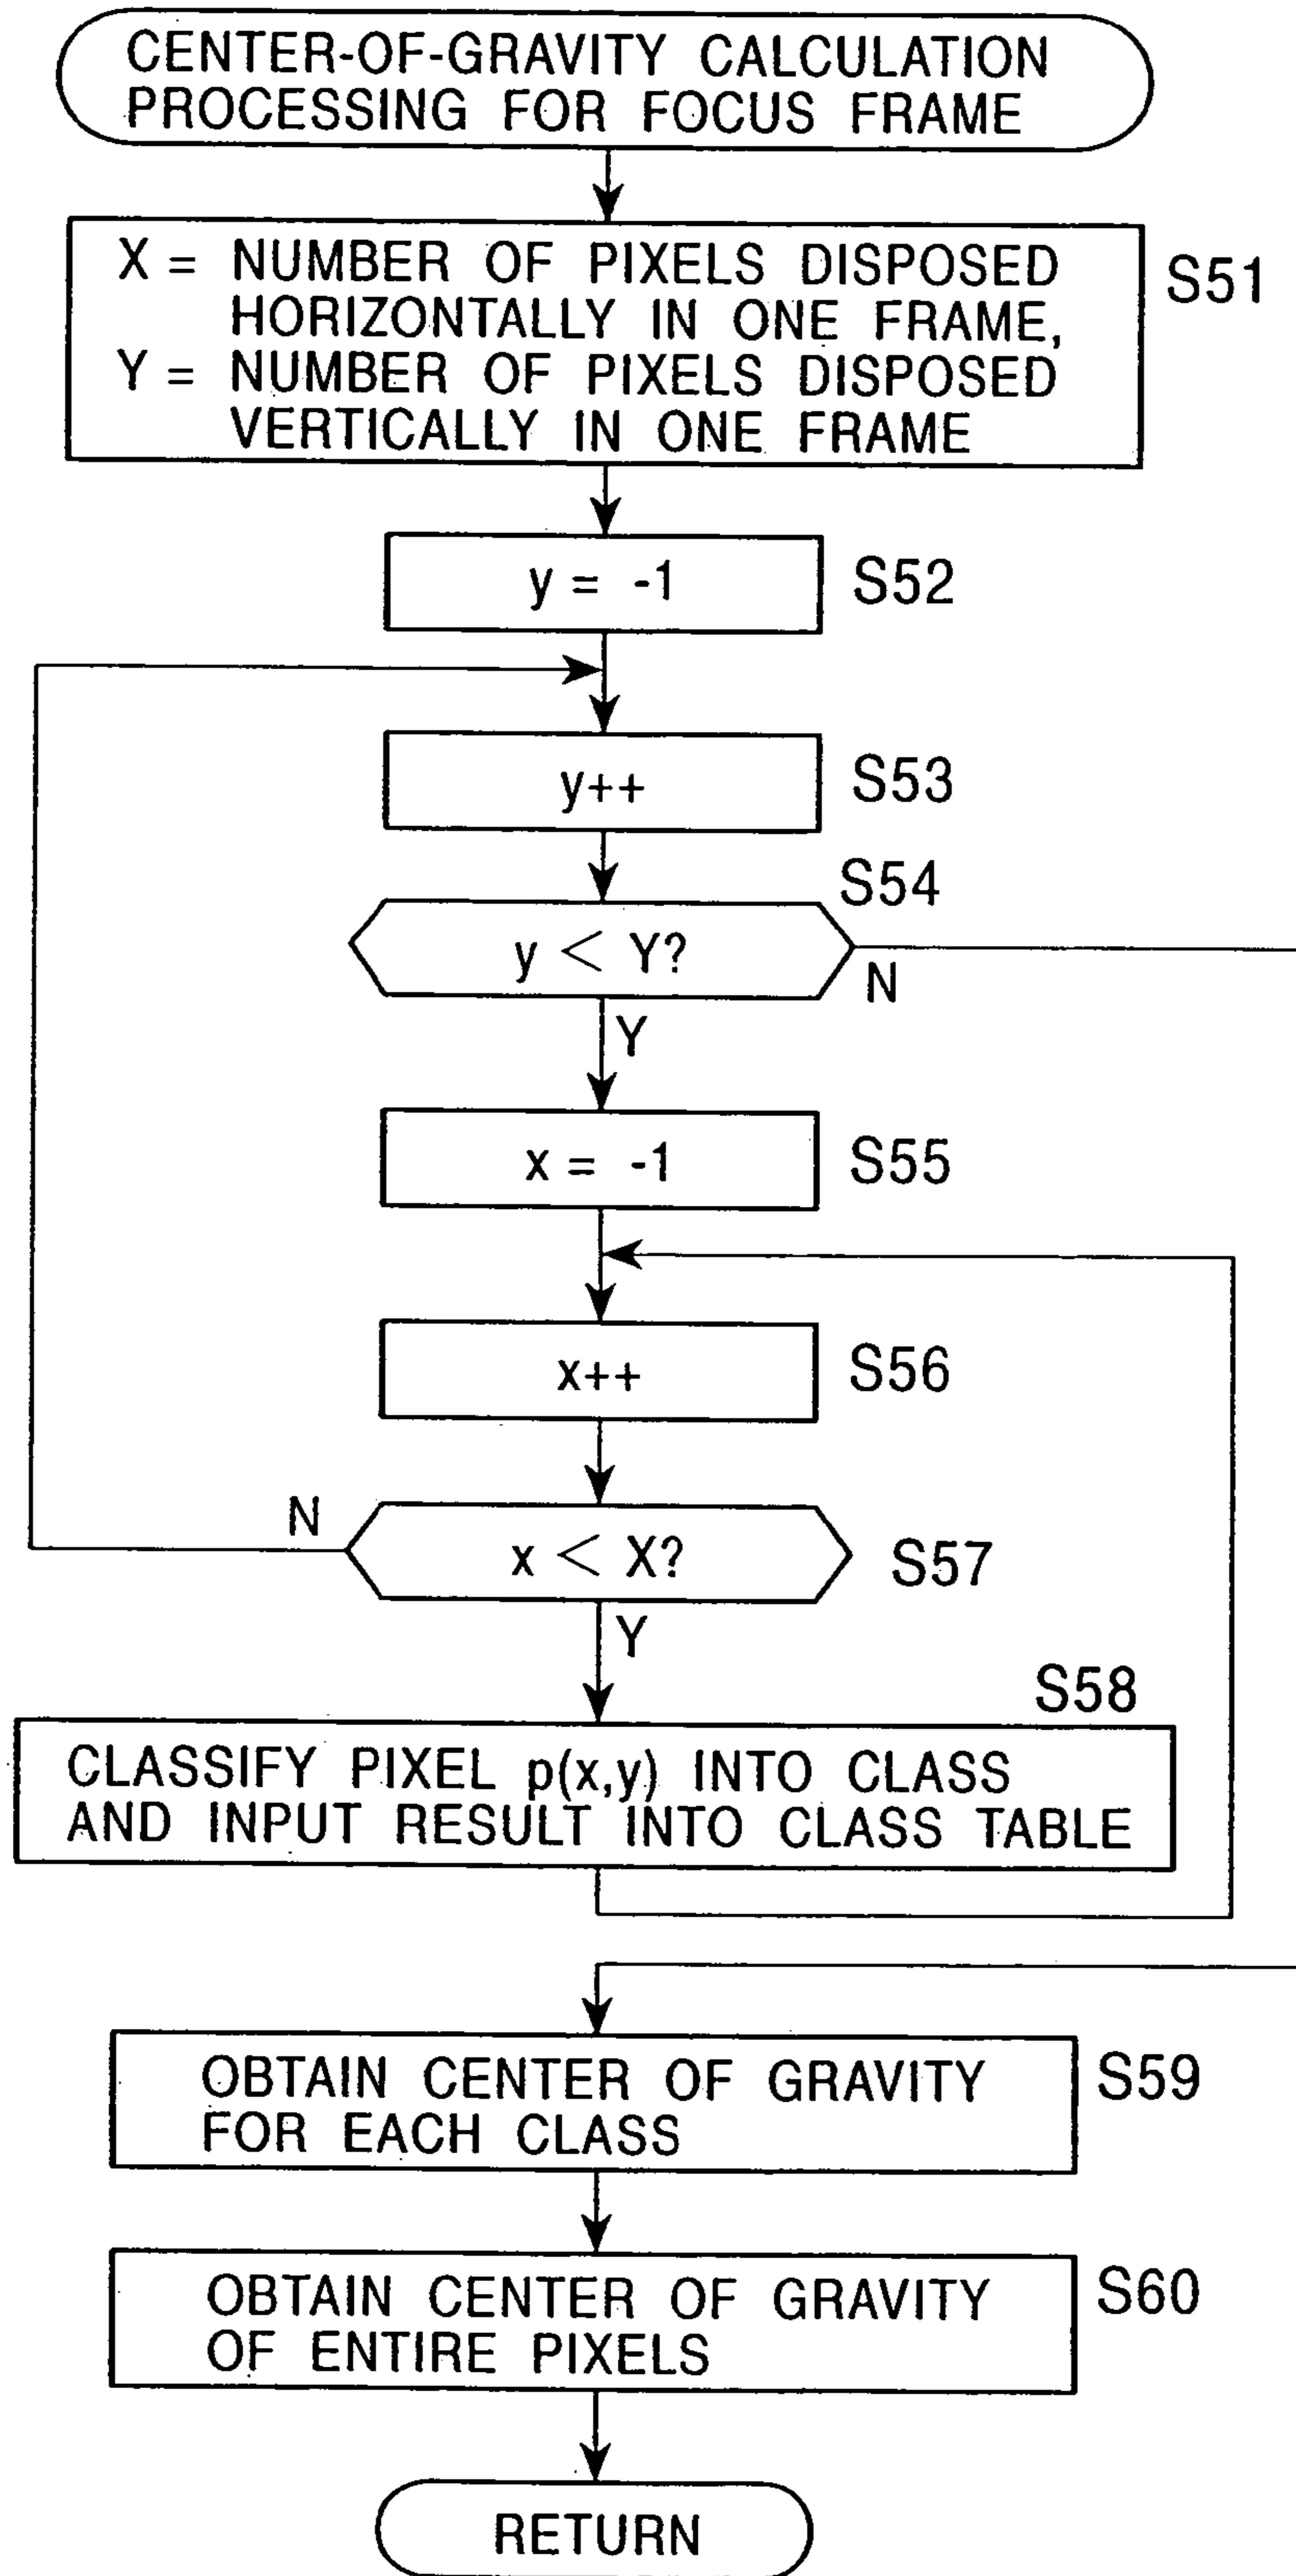 CENTER-OF-GRAVITY CALCULATION
PROCESSING FOR FOCUS FRAME
X = NUMBER OF PIXELS DISPOSED
HORIZONTALLY IN ONE FRAME,
Y = NUMBER OF PIXELS DISPOSED
VERTICALLY IN ONE FRAME
S51
y = -1
S52
y++
S53
S54
y < Y?
N
Y
x = -1
S55
x++
S56
N
x < X?
S57
Y
S58
CLASSIFY PIXEL p(x,y) INTO CLASS
AND INPUT RESULT INTO CLASS TABLE
OBTAIN CENTER OF GRAVITY
FOR EACH CLASS
S59
OBTAIN CENTER OF GRAVITY
OF ENTIRE PIXELS
S60
RETURN